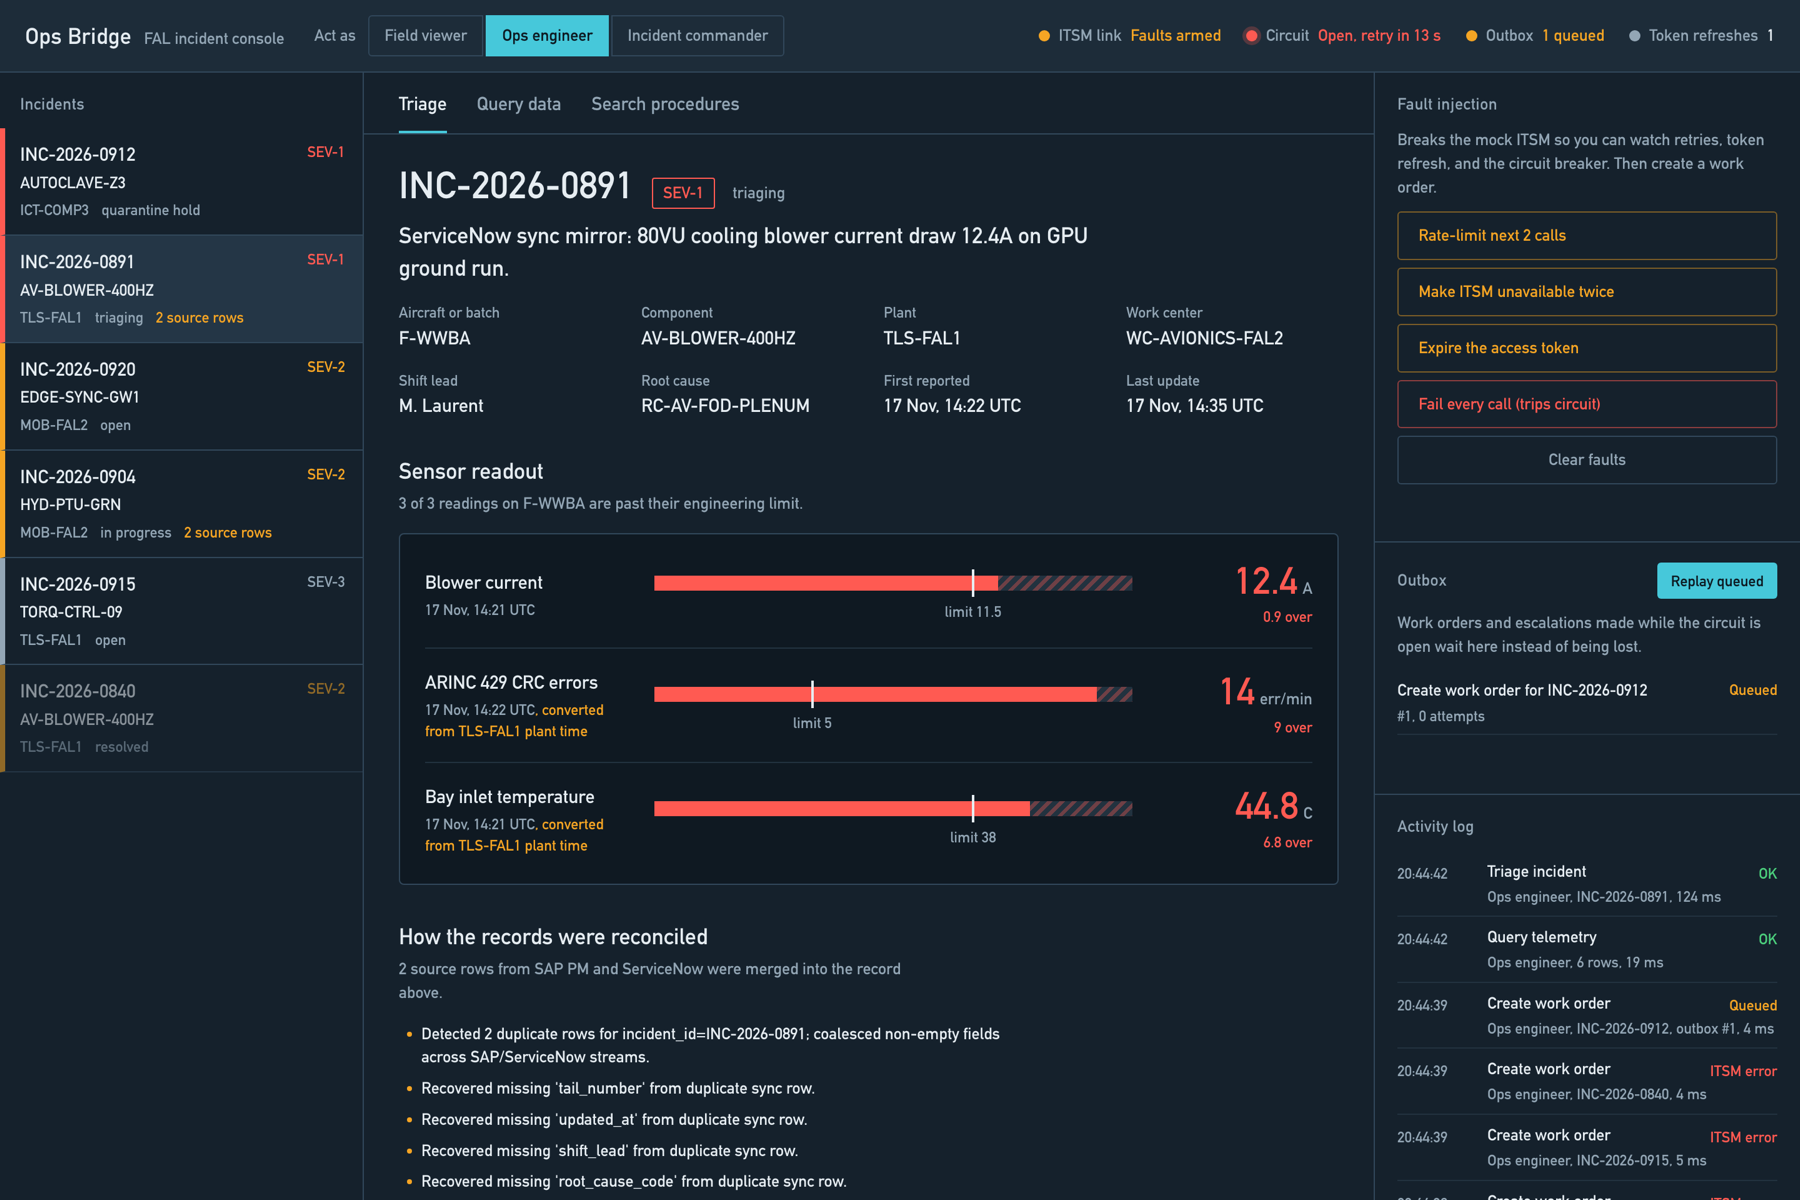 Ops Bridge FAL incident console Act as Field viewer Ops engineer Incident commander ITSM link Faults armed Circuit Open, retry in 13 s Outbox 1 queued Token refreshes 1
Incidents
INC-2026-0912 SEV-1
AUTOCLAVE-Z3
ICT-COMP3 quarantine hold
INC-2026-0891 SEV-1
AV-BLOWER-400HZ
TLS-FAL1 triaging 2 source rows
INC-2026-0920 SEV-2
EDGE-SYNC-GW1
MOB-FAL2 open
INC-2026-0904 SEV-2
HYD-PTU-GRN
MOB-FAL2 in progress 2 source rows
INC-2026-0915 SEV-3
TORQ-CTRL-09
TLS-FAL1 open
INC-2026-0840 SEV-2
AV-BLOWER-400HZ
TLS-FAL1 resolved
Triage Query data Search procedures
INC-2026-0891 SEV-1 triaging
ServiceNow sync mirror: 80VU cooling blower current draw 12.4A on GPU
ground run.
Aircraft or batch Component Plant Work center
F-WWBA AV-BLOWER-400HZ TLS-FAL1 WC-AVIONICS-FAL2
Shift lead Root cause First reported Last update
M. Laurent RC-AV-FOD-PLENUM 17 Nov, 14:22 UTC 17 Nov, 14:35 UTC
Sensor readout
3 of 3 readings on F-WWBA are past their engineering limit.
Blower current 12.4 A
17 Nov, 14:21 UTC limit 11.5 0.9 over
ARINC 429 CRC errors 14 err/min
17 Nov, 14:22 UTC, converted
from TLS-FAL1 plant time limit 5 9 over
Bay inlet temperature 44.8 C
17 Nov, 14:21 UTC, converted
from TLS-FAL1 plant time limit 38 6.8 over
How the records were reconciled
2 source rows from SAP PM and ServiceNow were merged into the record
above.
• Detected 2 duplicate rows for incident_id=INC-2026-0891; coalesced non-empty fields
across SAP/ServiceNow streams.
• Recovered missing 'tail_number' from duplicate sync row.
• Recovered missing 'updated_at' from duplicate sync row.
• Recovered missing 'shift_lead' from duplicate sync row.
• Recovered missing 'root_cause_code' from duplicate sync row.
Fault injection
Breaks the mock ITSM so you can watch retries, token
refresh, and the circuit breaker. Then create a work
order.
Rate-limit next 2 calls
Make ITSM unavailable twice
Expire the access token
Fail every call (trips circuit)
Clear faults
Outbox Replay queued
Work orders and escalations made while the circuit is
open wait here instead of being lost.
Create work order for INC-2026-0912 Queued
#1, 0 attempts
Activity log
20:44:42 Triage incident OK
Ops engineer, INC-2026-0891, 124 ms
20:44:42 Query telemetry OK
Ops engineer, 6 rows, 19 ms
20:44:39 Create work order Queued
Ops engineer, INC-2026-0912, outbox #1, 4 ms
20:44:39 Create work order ITSM error
Ops engineer, INC-2026-0840, 4 ms
20:44:39 Create work order ITSM error
Ops engineer, INC-2026-0915, 5 ms